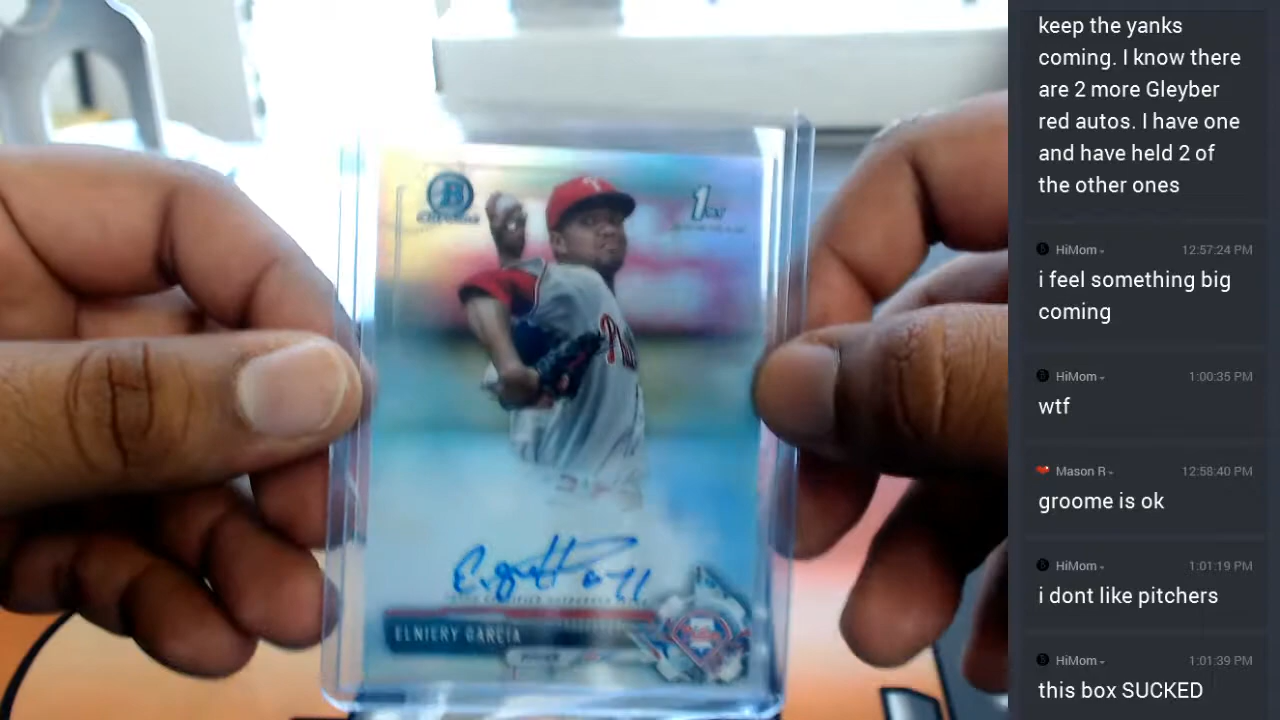 B
CHROME
1ST
Phi
ELNIERY GARCIA
keep the yanks
coming. I know there
are 2 more Gleyber
red autos. I have one
and have held 2 of
the other ones
HiMom 12:57:24 PM
i feel something big
coming
HiMom 1:00:35 PM
wtf
Mason R 12:58:40 PM
groome is ok
HiMom 1:01:19 PM
i dont like pitchers
HiMom 1:01:39 PM
this box SUCKED